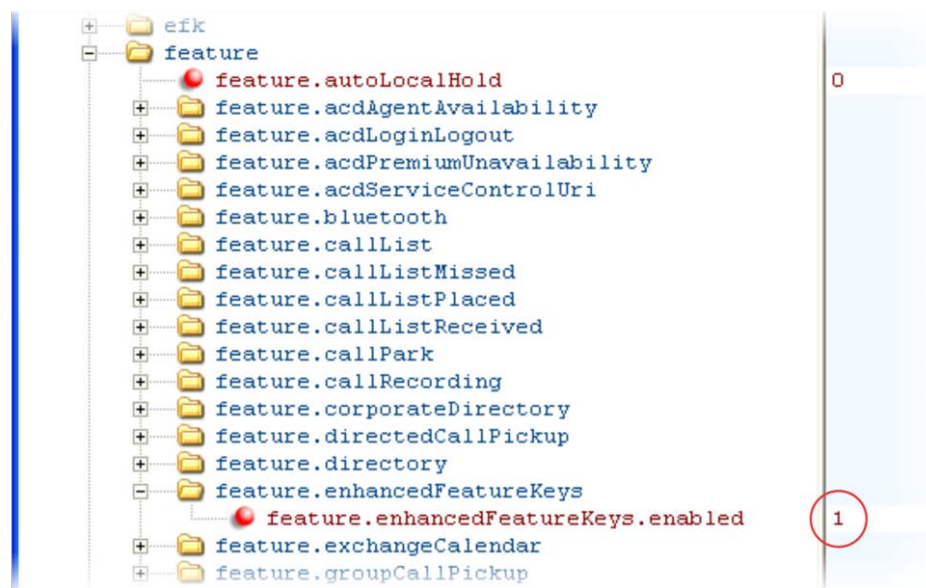 efk
feature
feature.autoLocalHold 0
feature.acdAgentAvailability
feature.acdLoginLogout
feature.acdPremiumUnavailability
feature.acdServiceControlUri
feature.bluetooth
feature.callList
feature.callListMissed
feature.callListPlaced
feature.callListReceived
feature.callPark
feature.callRecording
feature.corporateDirectory
feature.directedCallPickup
feature.directory
feature.enhancedFeatureKeys
feature.enhancedFeatureKeys.enabled 1
feature.exchangeCalendar
feature.groupCallPickup